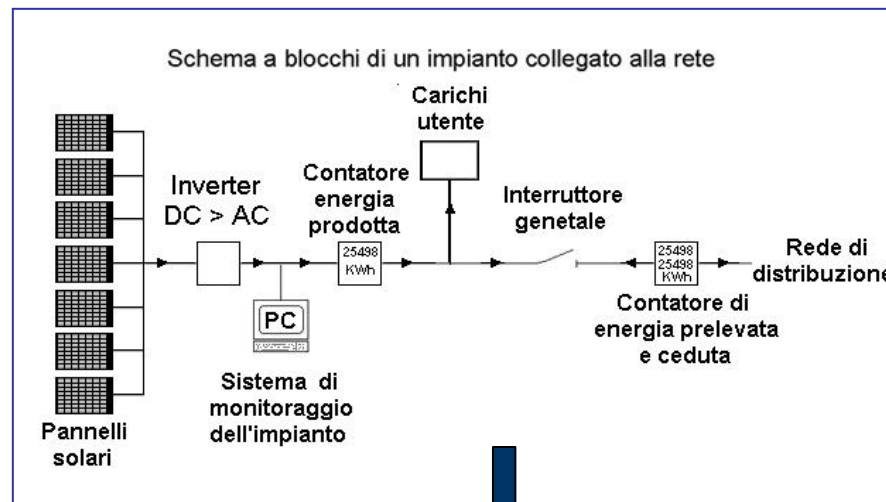 Schema a blocchi di un impianto collegato alla rete
Carichi
utente
Inverter
DC > AC
Contatore
energia
prodotta
Interruttore
genetale
25498
KWh
25498
25498
KWh
Rede di
distribuzione
Contatore di
energia prelevata
e ceduta
PC
Sistema di
monitoraggio
dell'impianto
Pannelli
solari